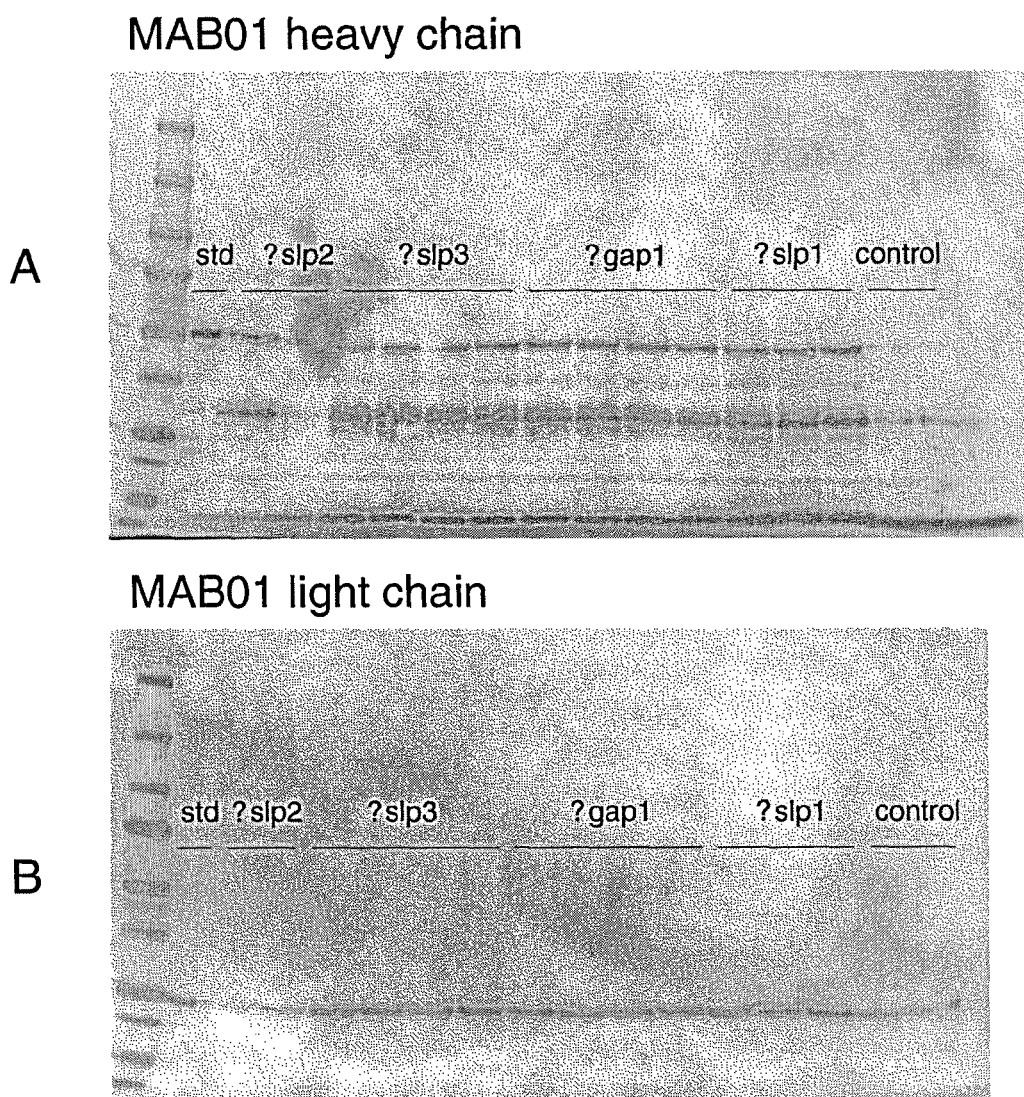 MAB01 heavy chain
A
std ?slp2 ?slp3 ?gap1 ?slp1 control
MAB01 light chain
B
std ?slp2 ?slp3 ?gap1 ?slp1 control